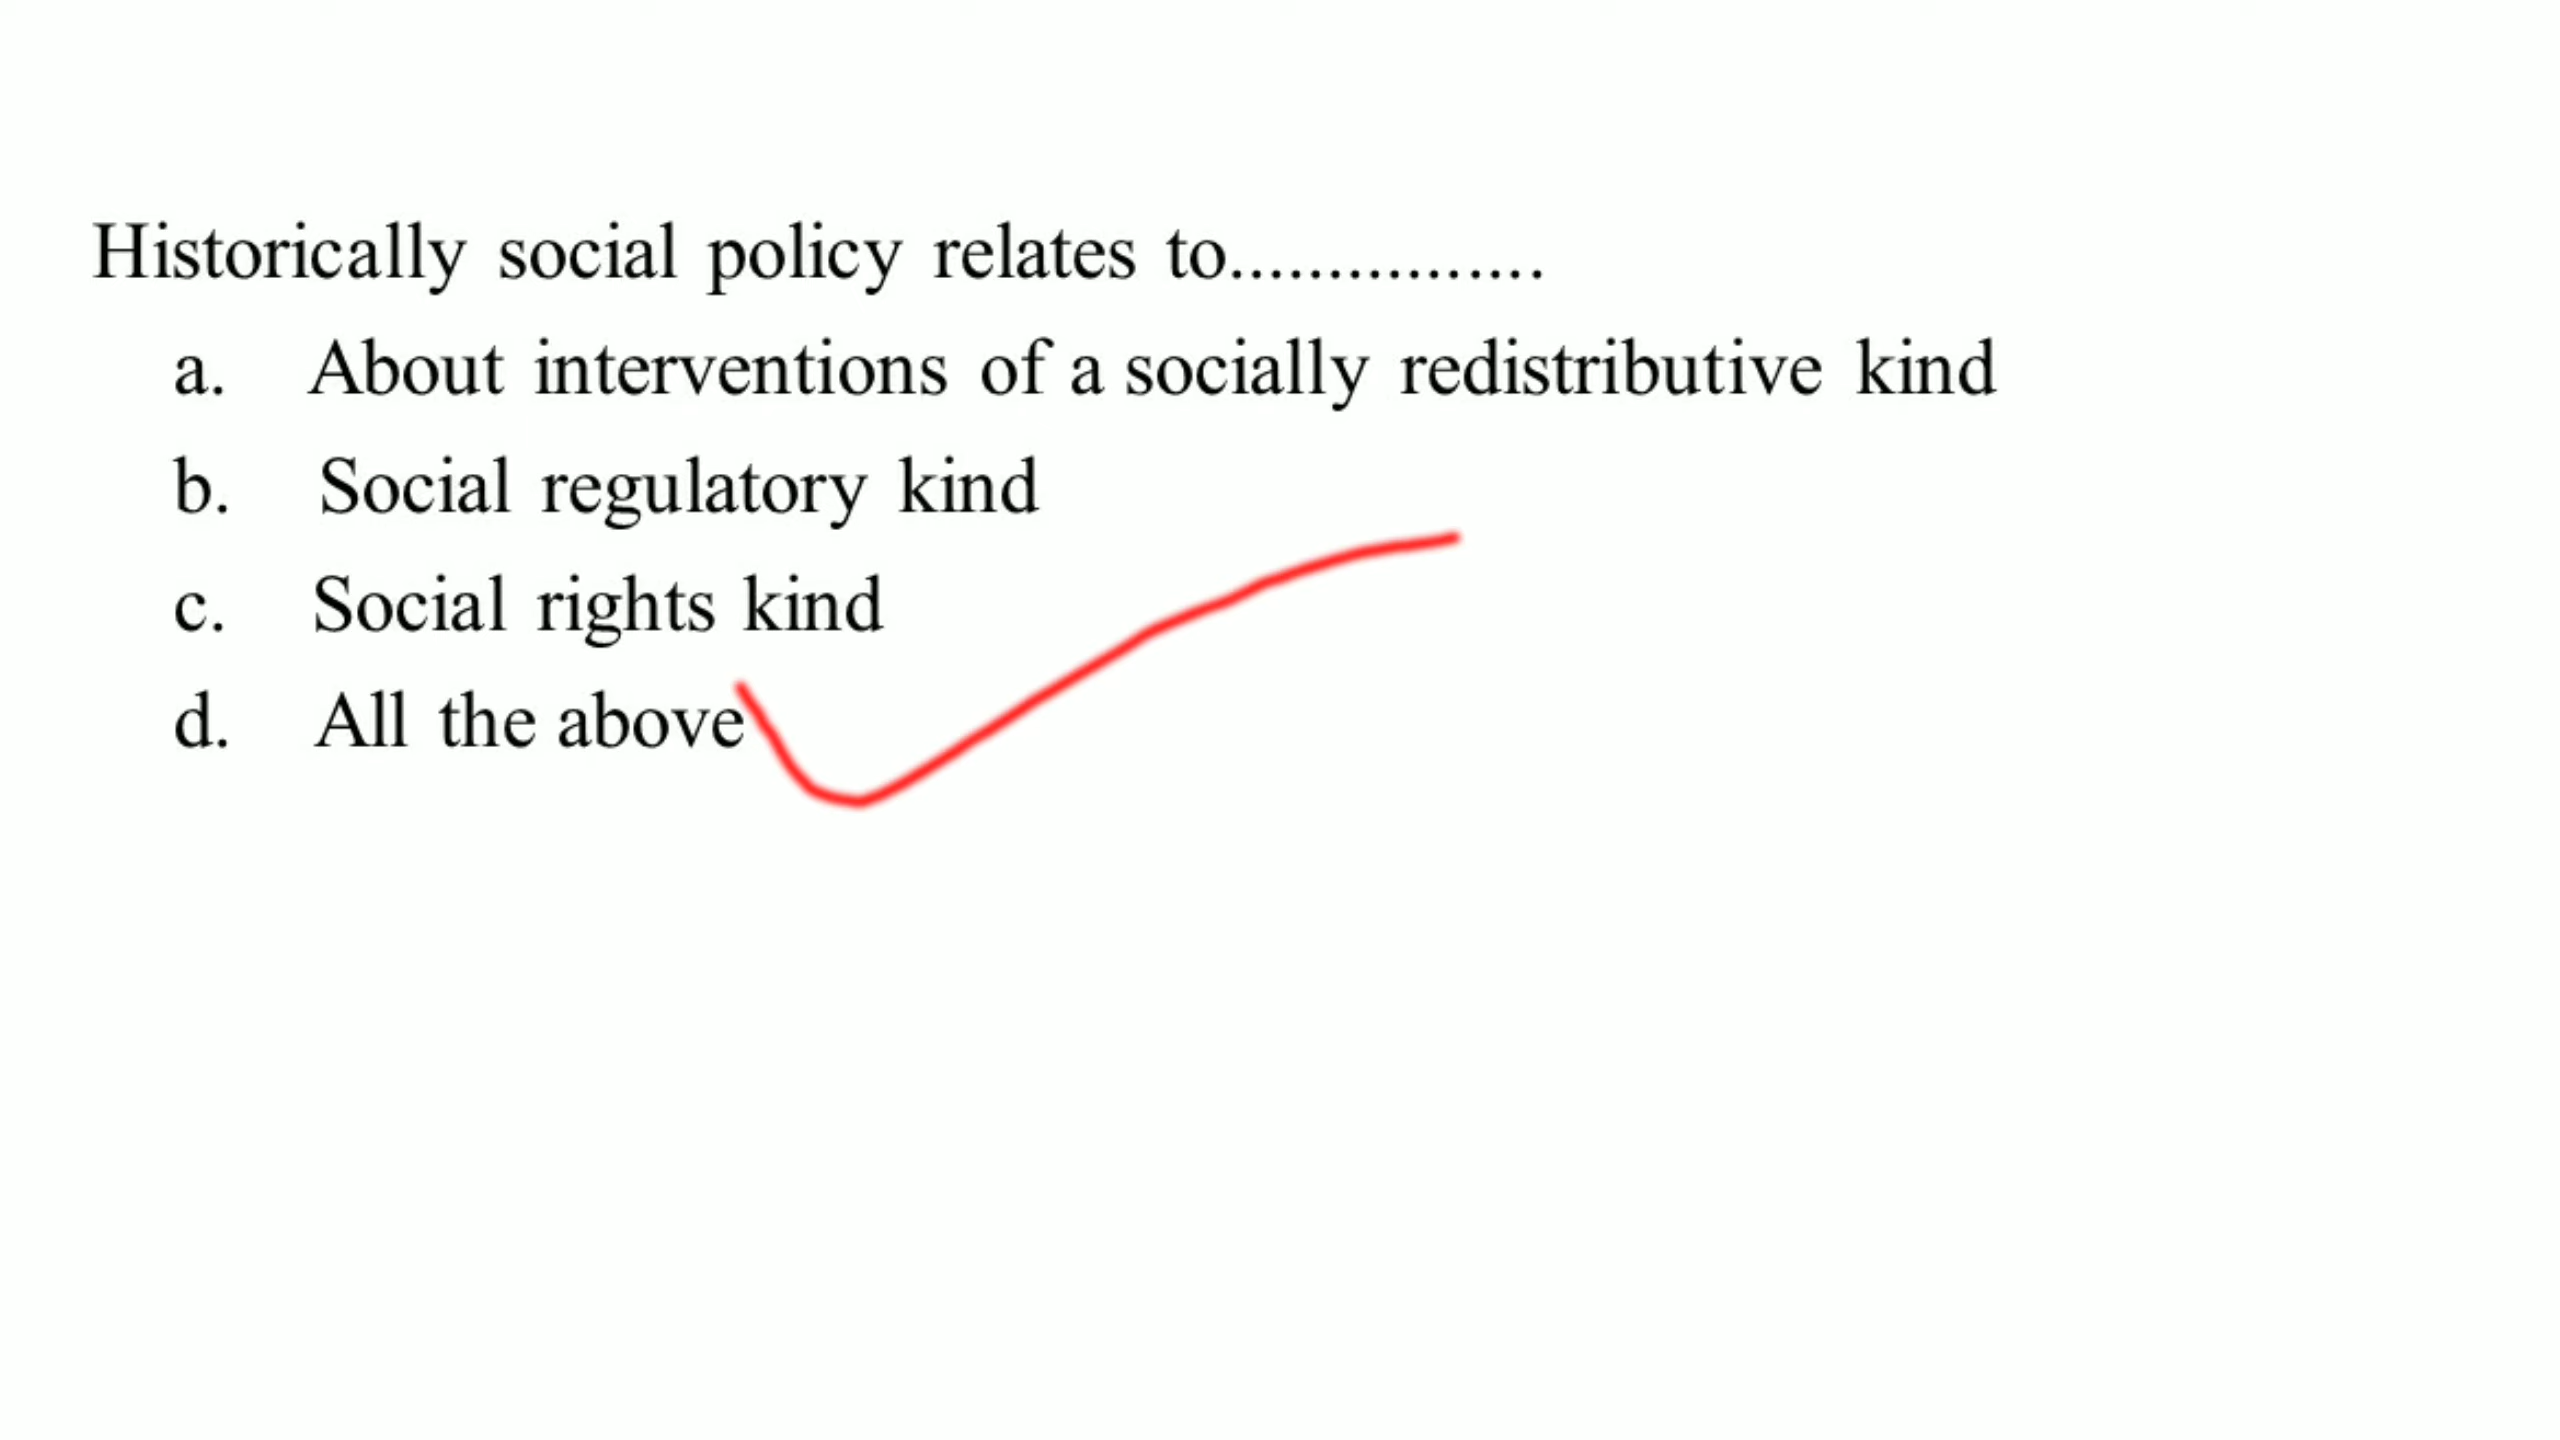 Historically social policy relates to................
a. About interventions of a socially redistributive kind
b. Social regulatory kind
c. Social rights kind
d. All the above